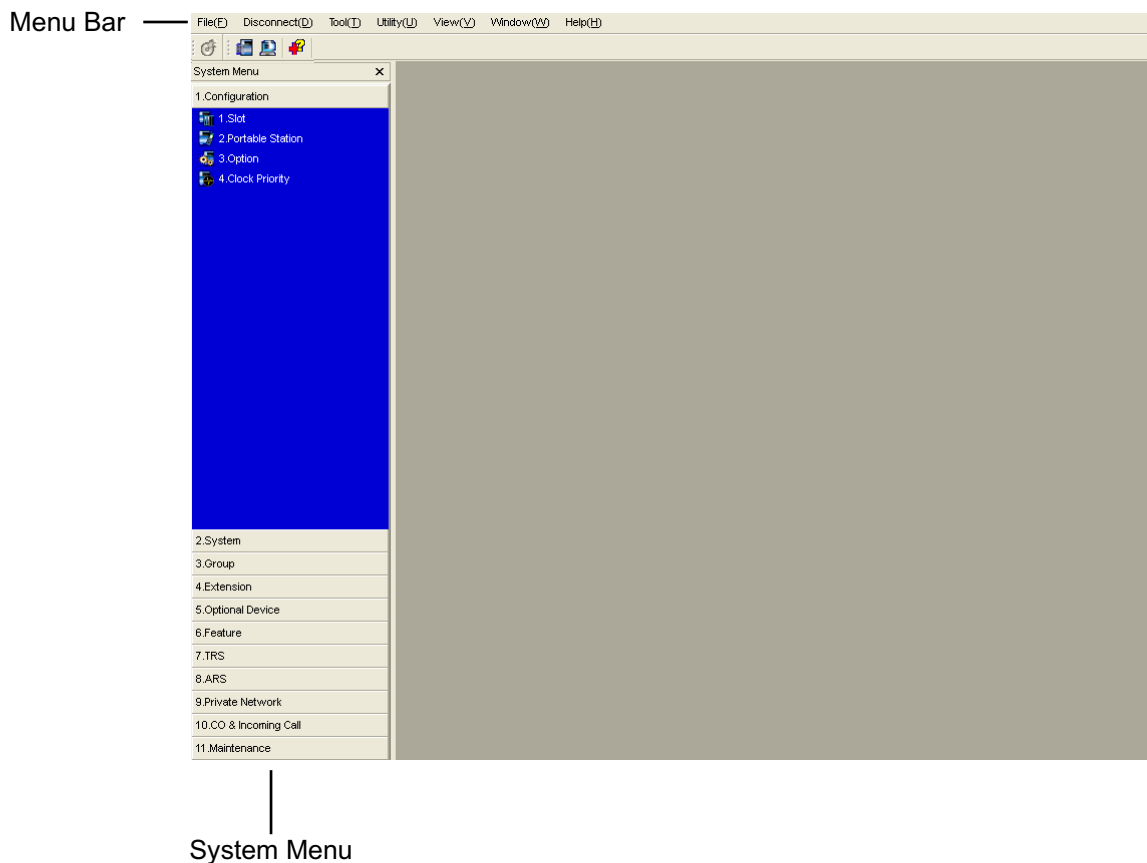 Menu Bar
File(F) Disconnect(D) Tool(T) Utility(U) View(V) Window(W) Help(H)
System Menu
1.Configuration
1.Slot
2.Portable Station
3.Option
4.Clock Priority
2.System
3.Group
4.Extension
5.Optional Device
6.Feature
7.TRS
8.ARS
9.Private Network
10.CO & Incoming Call
11.Maintenance
System Menu